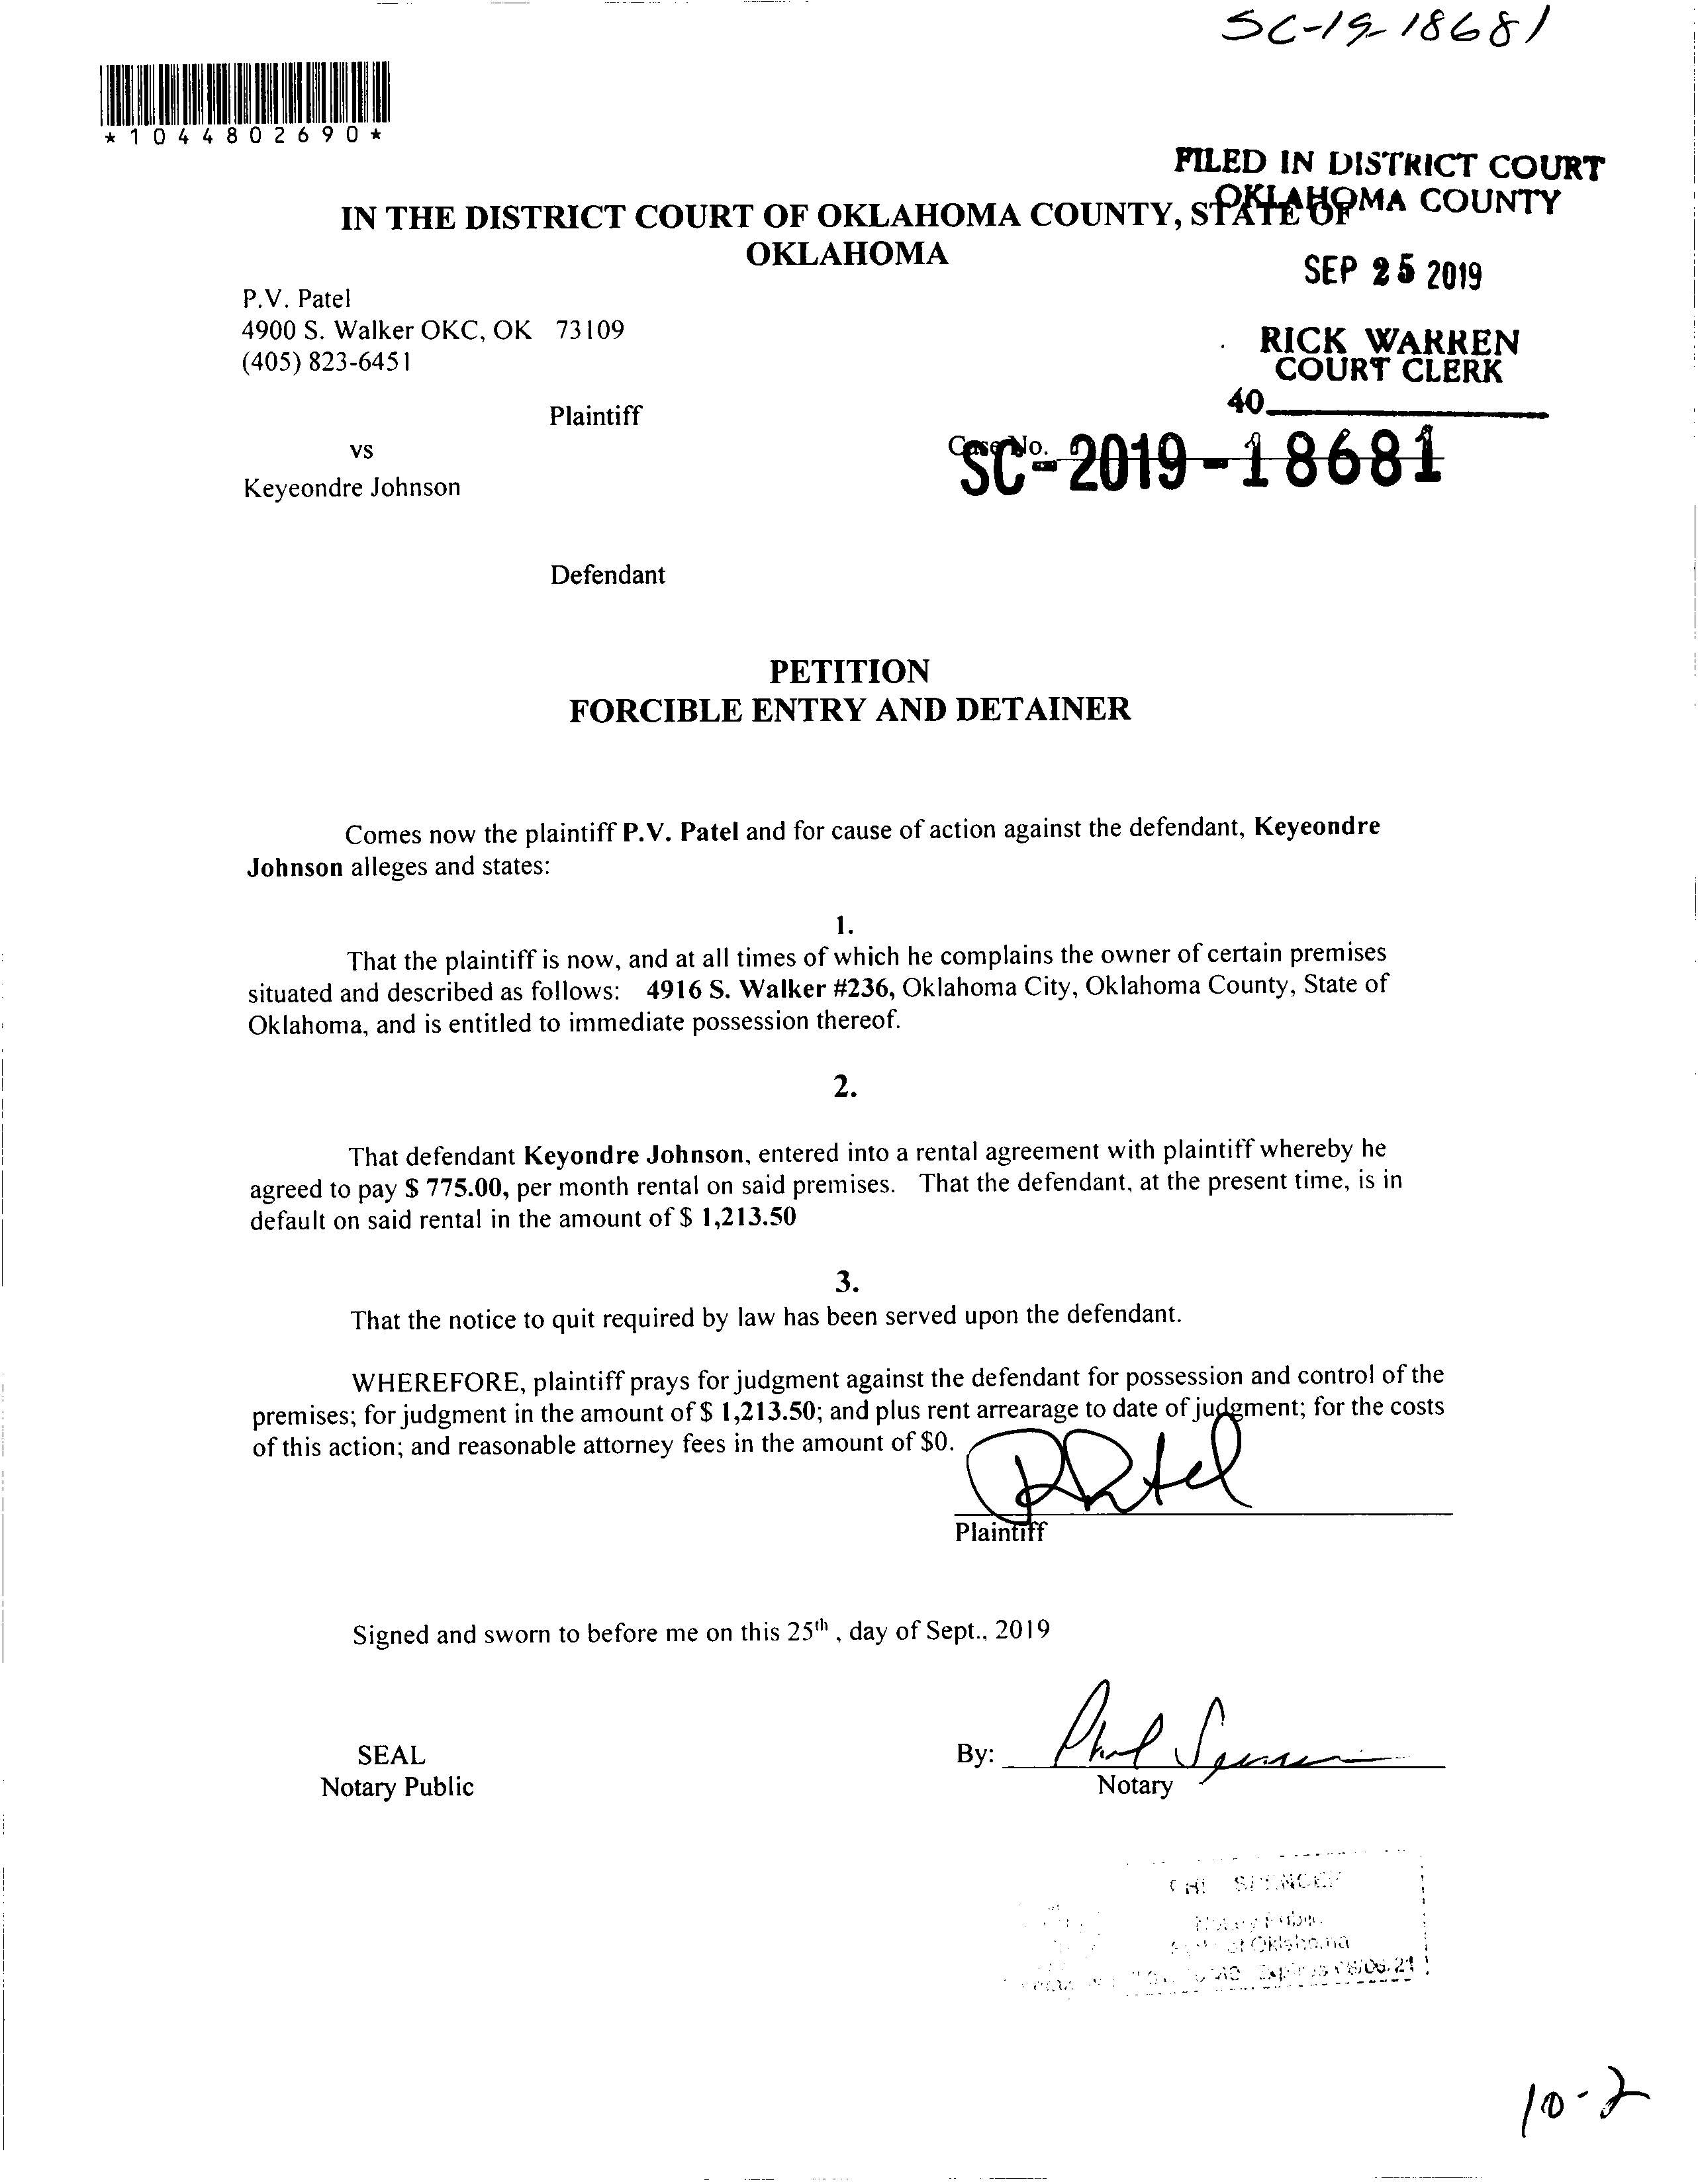 SC-19-18681
*1044802690*
FILED IN DISTRICT COURT
OKLAHOMA COUNTY
IN THE DISTRICT COURT OF OKLAHOMA COUNTY, STATE OF
OKLAHOMA
SEP 25 2019
P.V. Patel
4900 S. Walker OKC, OK 73109
(405) 823-6451
RICK WARREN
COURT CLERK
40
Plaintiff
vs
Case No.
SC-2019-18681
Keyeondre Johnson
Defendant
PETITION
FORCIBLE ENTRY AND DETAINER
Comes now the plaintiff P.V. Patel and for cause of action against the defendant, Keyeondre
Johnson alleges and states:
1.
That the plaintiff is now, and at all times of which he complains the owner of certain premises
situated and described as follows: 4916 S. Walker #236, Oklahoma City, Oklahoma County, State of
Oklahoma, and is entitled to immediate possession thereof.
2.
That defendant Keyondre Johnson, entered into a rental agreement with plaintiff whereby he
agreed to pay $ 775.00, per month rental on said premises. That the defendant, at the present time, is in
default on said rental in the amount of $ 1,213.50
3.
That the notice to quit required by law has been served upon the defendant.
WHEREFORE, plaintiff prays for judgment against the defendant for possession and control of the
premises; for judgment in the amount of $ 1,213.50; and plus rent arrearage to date of judgment; for the costs
of this action; and reasonable attorney fees in the amount of $0.
Plaintiff
Signed and sworn to before me on this 25th , day of Sept., 2019
SEAL
By:
Notary Public
Notary
SPENCER
Notary Public
of Oklahoma
Expires
10-2